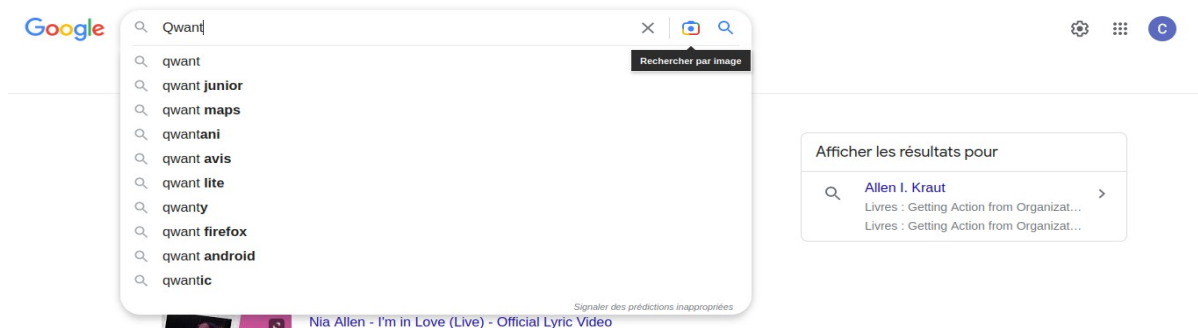 Google
Qwant
Rechercher par image
qwant
qwant junior
qwant maps
qwantani
qwant avis
qwant lite
qwanty
qwant firefox
qwant android
qwantic
Signaler des prédictions inappropriées
C
Afficher les résultats pour
Allen I. Kraut
Livres : Getting Action from Organizat…
Livres : Getting Action from Organizat…
Nia Allen - I'm in Love (Live) - Official Lyric Video